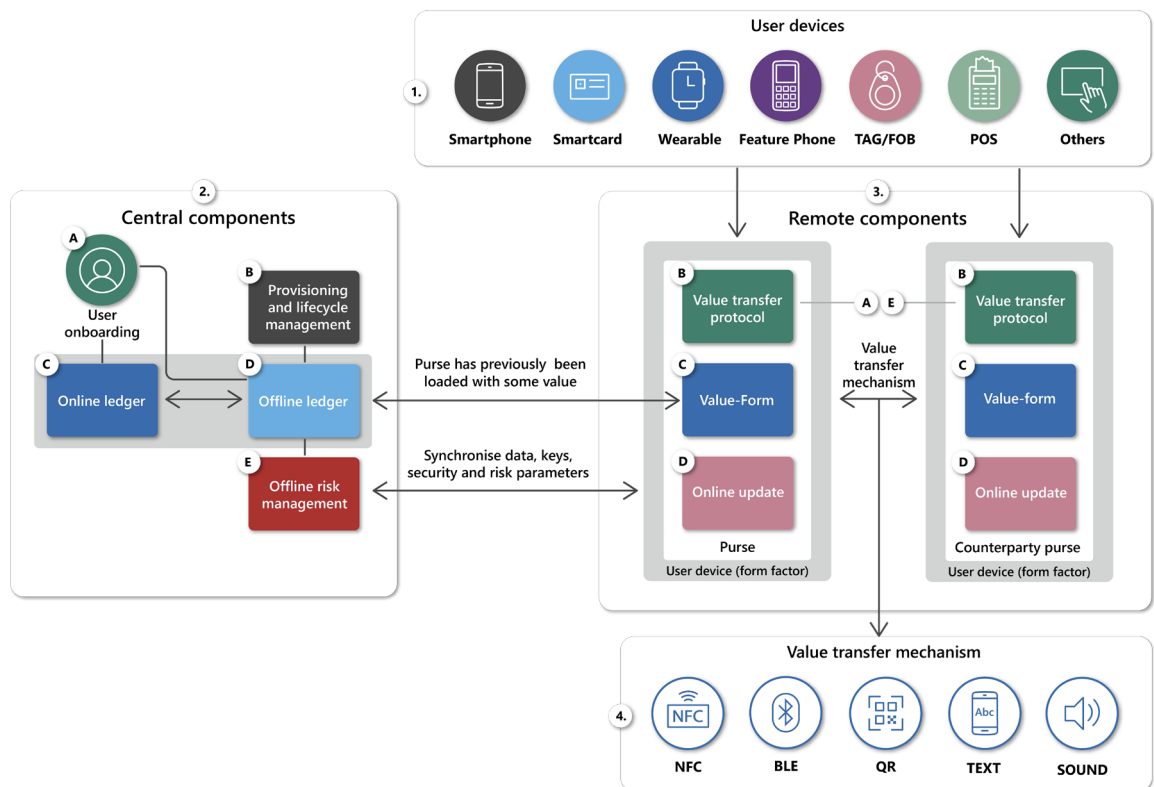 User devices
1.
Smartphone
Smartcard
Wearable
Feature Phone
TAG/FOB
POS
Others
2.
Central components
A
User
onboarding
B
Provisioning
and lifecycle
management
C
Online ledger
D
Offline ledger
E
Offline risk
management
Purse has previously been
loaded with some value
Synchronise data, keys,
security and risk parameters
3.
Remote components
B
Value transfer
protocol
C
Value-Form
D
Online update
Purse
User device (form factor)
A
E
Value
transfer
mechanism
B
Value transfer
protocol
C
Value-form
D
Online update
Counterparty purse
User device (form factor)
Value transfer mechanism
4.
NFC
NFC
BLE
QR
Abc
TEXT
SOUND